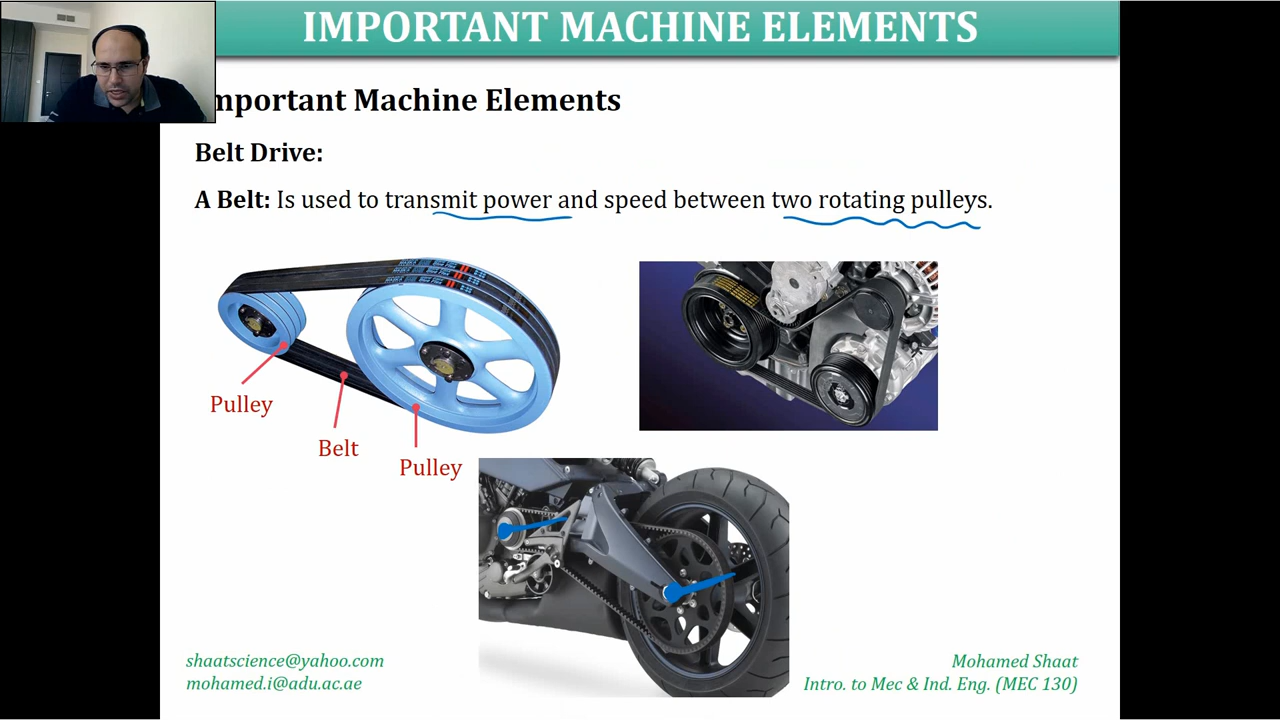 IMPORTANT MACHINE ELEMENTS
mportant Machine Elements
Belt Drive:
A Belt: Is used to transmit power and speed between two rotating pulleys.
Pulley
Belt
Pulley
shaatscience@yahoo.com
mohamed.i@adu.ac.ae
Mohamed Shaat
Intro. to Mec & Ind. Eng. (MEC 130)